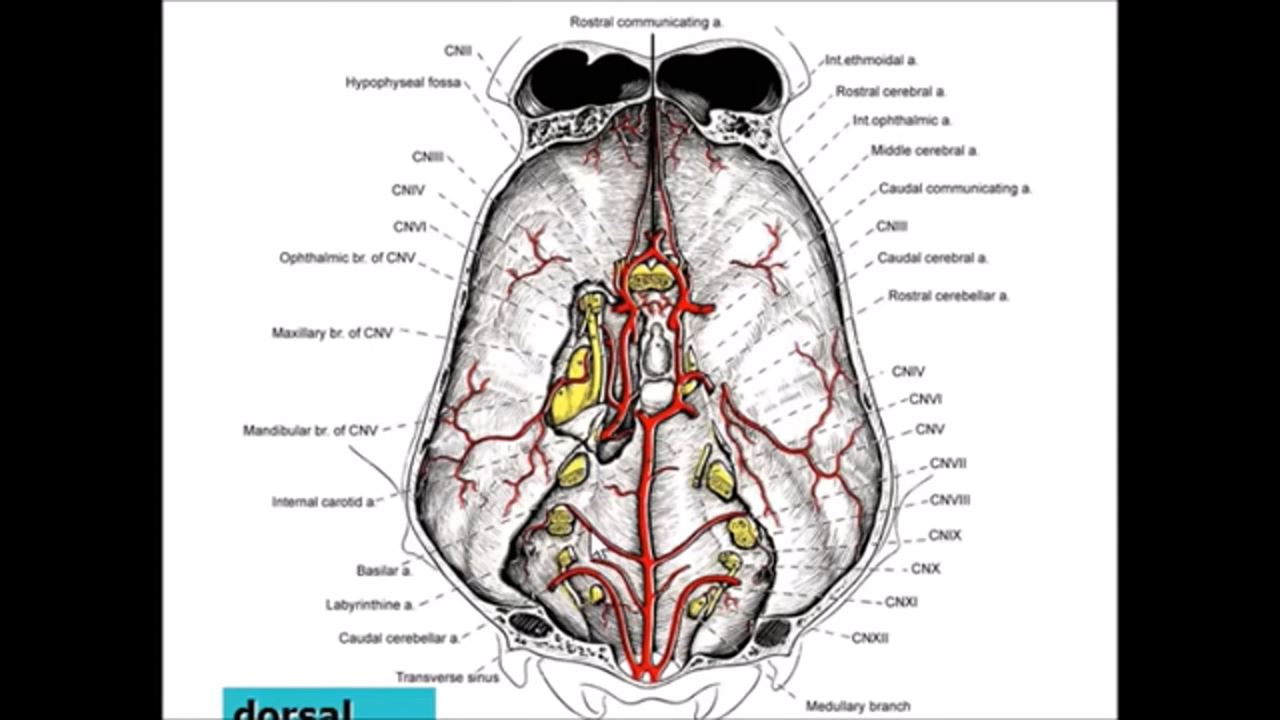 Rostral communicating a.
CNII
Hypophyseal fossa
CNIII
CNIV
CNVI
Ophthalmic br. of CNV
Maxillary br. of CNV
Mandibular br. of CNV
Internal carotid a.
Basilar a.
Labyrinthine a.
Caudal cerebellar a.
Transverse sinus
Int.ethmoidal a.
Rostral cerebral a.
Int.ophthalmic a.
Middle cerebral a.
Caudal communicating a.
CNIII
Caudal cerebral a.
Rostral cerebellar a.
CNIV
CNVI
CNV
CNVII
CNVIII
CNIX
CNX
CNXI
CNXII
Medullary branch
dorsal